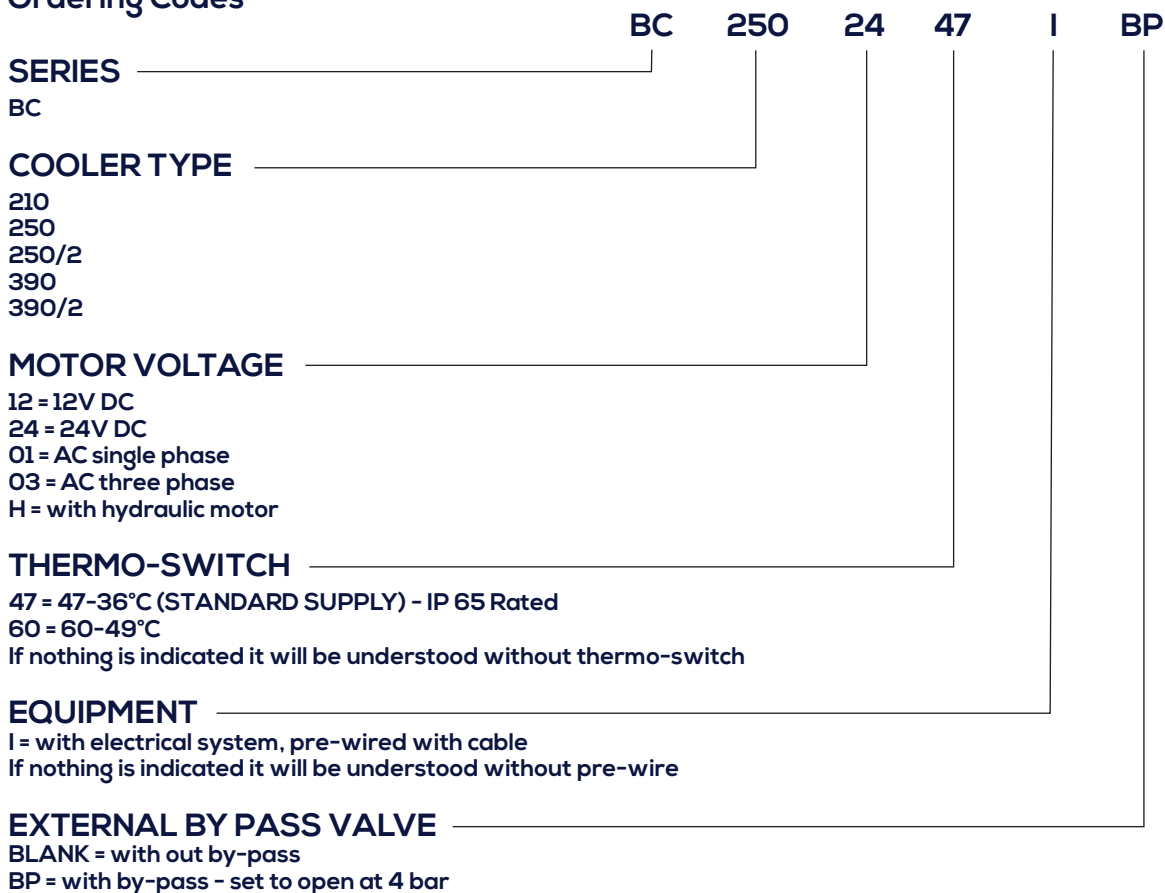 Ordering Codes
BC 250 24 47 I BP
SERIES
BC
COOLER TYPE
210
250
250/2
390
390/2
MOTOR VOLTAGE
12 = 12V DC
24 = 24V DC
01 = AC single phase
03 = AC three phase
H = with hydraulic motor
THERMO-SWITCH
47 = 47-36°C (STANDARD SUPPLY) - IP 65 Rated
60 = 60-49°C
If nothing is indicated it will be understood without thermo-switch
EQUIPMENT
I = with electrical system, pre-wired with cable
If nothing is indicated it will be understood without pre-wire
EXTERNAL BY PASS VALVE
BLANK = with out by-pass
BP = with by-pass - set to open at 4 bar